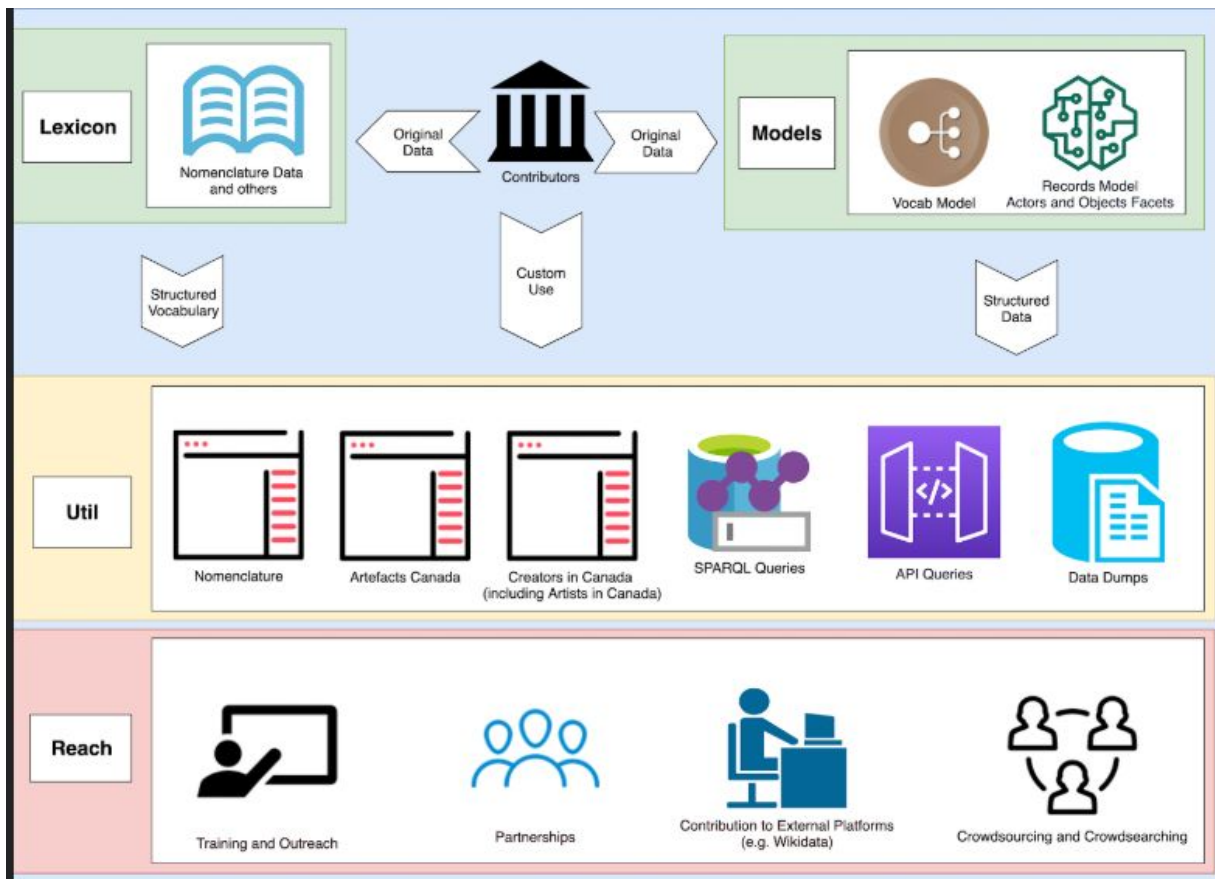 Lexicon
Nomenclature Data
and others
Original
Data
Contributors
Original
Data
Models
Vocab Model
Records Model
Actors and Objects Facets
Structured
Vocabulary
Custom
Use
Structured
Data
Util
Nomenclature
Artefacts Canada
Creators in Canada
(including Artists in Canada)
SPARQL Queries
</>
API Queries
Data Dumps
Reach
Training and Outreach
Partnerships
Contribution to External Platforms
(e.g. Wikidata)
Crowdsourcing and Crowdsearching